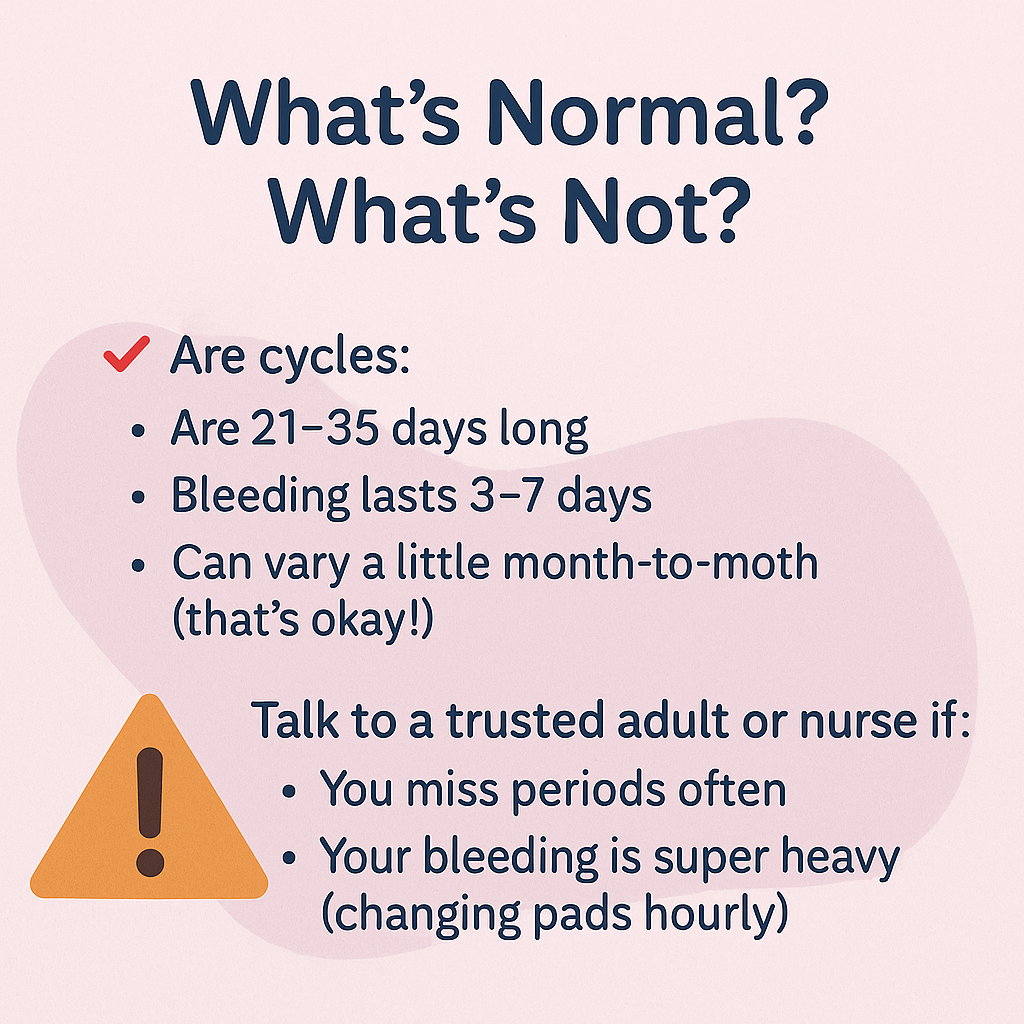 What’s Normal?
What’s Not?
Are cycles:
• Are 21–35 days long
• Bleeding lasts 3–7 days
• Can vary a little month-to-moth
(that’s okay!)
Talk to a trusted adult or nurse if:
• You miss periods often
• Your bleeding is super heavy
(changing pads hourly)